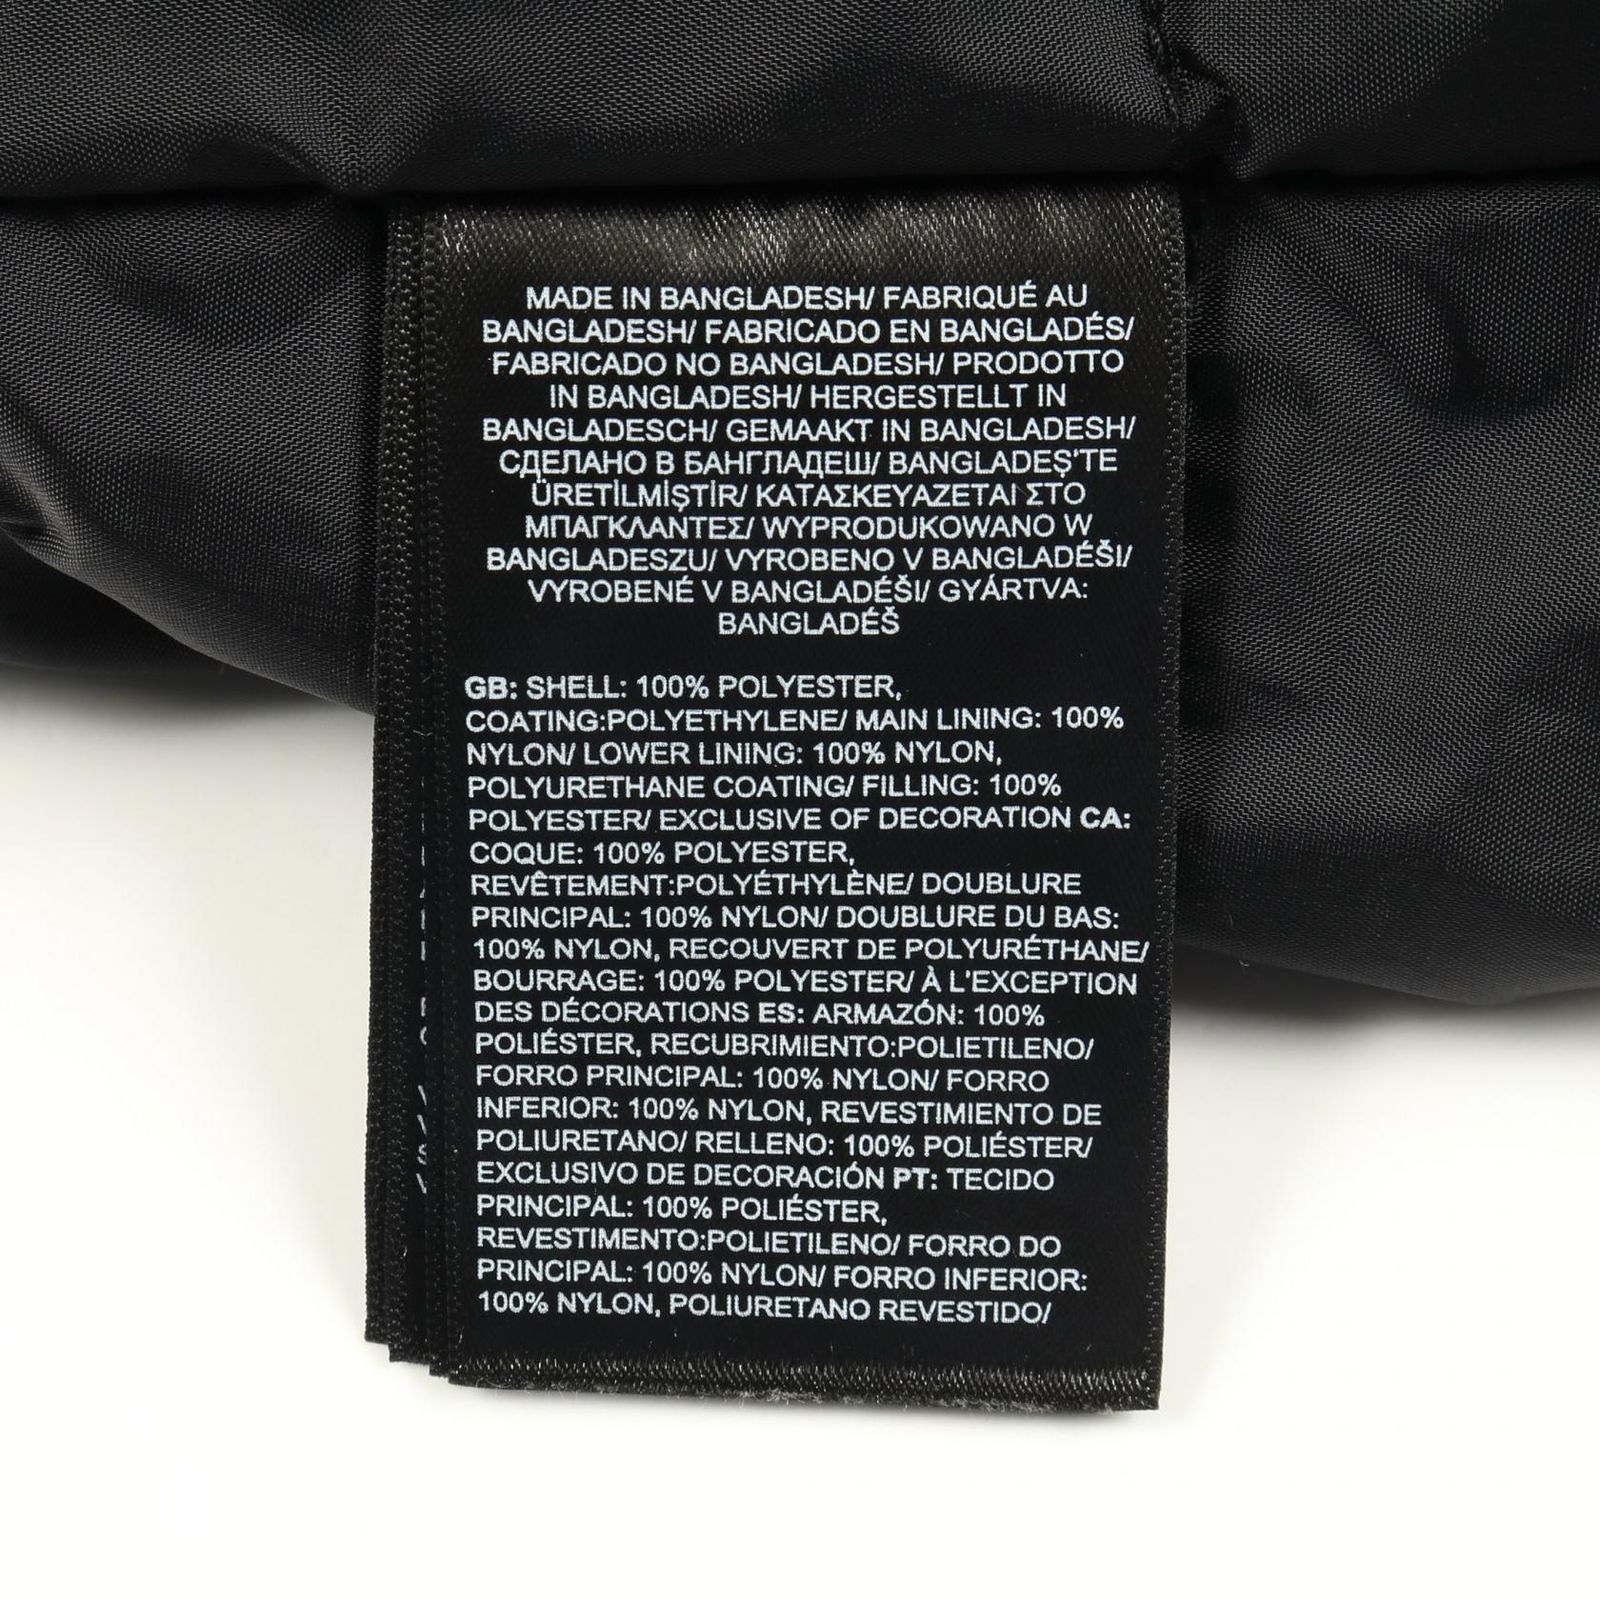 MADE IN BANGLADESH/ FABRIQUÉ AU
BANGLADESH/ FABRICADO EN BANGLADÉS/
FABRICADO NO BANGLADESH/ PRODOTTO
IN BANGLADESH/ HERGESTELLT IN
BANGLADESCH/ GEMAAKT IN BANGLADESH/
СДЕЛАНО В БАНГЛАДЕШ/ BANGLADEŞ'TE
ÜRETİLMİŞTİR/ ΚΑΤΑΣΚΕΥΑΖΕΤΑΙ ΣΤΟ
ΜΠΑΓΚΛΑΝΤΕΣ/ WYPRODUKOWANO W
BANGLADESZU/ VYROBENO V BANGLADÉŠI/
VYROBENÉ V BANGLADÉŠI/ GYÁRTVA:
BANGLADÉŠ
GB: SHELL: 100% POLYESTER,
COATING:POLYETHYLENE/ MAIN LINING: 100%
NYLON/ LOWER LINING: 100% NYLON,
POLYURETHANE COATING/ FILLING: 100%
POLYESTER/ EXCLUSIVE OF DECORATION CA:
COQUE: 100% POLYESTER,
REVÊTEMENT:POLYÉTHYLÈNE/ DOUBLURE
PRINCIPAL: 100% NYLON/ DOUBLURE DU BAS:
100% NYLON, RECOUVERT DE POLYURÉTHANE/
BOURRAGE: 100% POLYESTER/ À L'EXCEPTION
DES DÉCORATIONS ES: ARMAZÓN: 100%
POLIÉSTER, RECUBRIMIENTO:POLIETILENO/
FORRO PRINCIPAL: 100% NYLON/ FORRO
INFERIOR: 100% NYLON, REVESTIMIENTO DE
POLIURETANO/ RELLENO: 100% POLIÉSTER/
EXCLUSIVO DE DECORACIÓN PT: TECIDO
PRINCIPAL: 100% POLIÉSTER,
REVESTIMENTO:POLIETILENO/ FORRO DO
PRINCIPAL: 100% NYLON/ FORRO INFERIOR:
100% NYLON, POLIURETANO REVESTIDO/